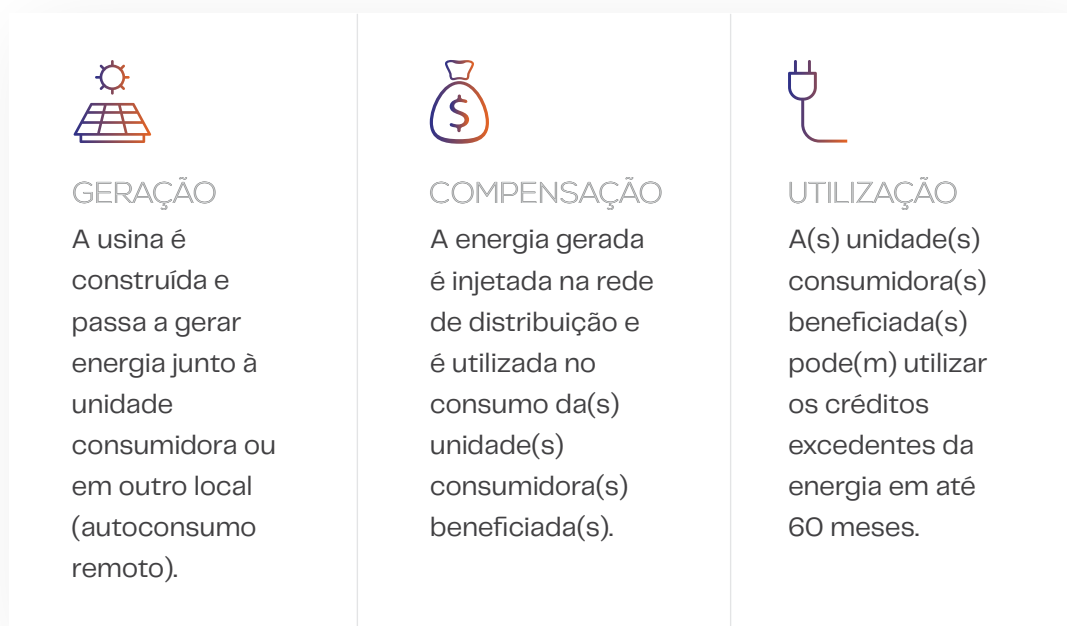 GERAÇÃO
A usina é
construída e
passa a gerar
energia junto à
unidade
consumidora ou
em outro local
(autoconsumo
remoto).
COMPENSAÇÃO
A energia gerada
é injetada na rede
de distribuição e
é utilizada no
consumo da(s)
unidade(s)
consumidora(s)
beneficiada(s).
UTILIZAÇÃO
A(s) unidade(s)
consumidora(s)
beneficiada(s)
pode(m) utilizar
os créditos
excedentes da
energia em até
60 meses.